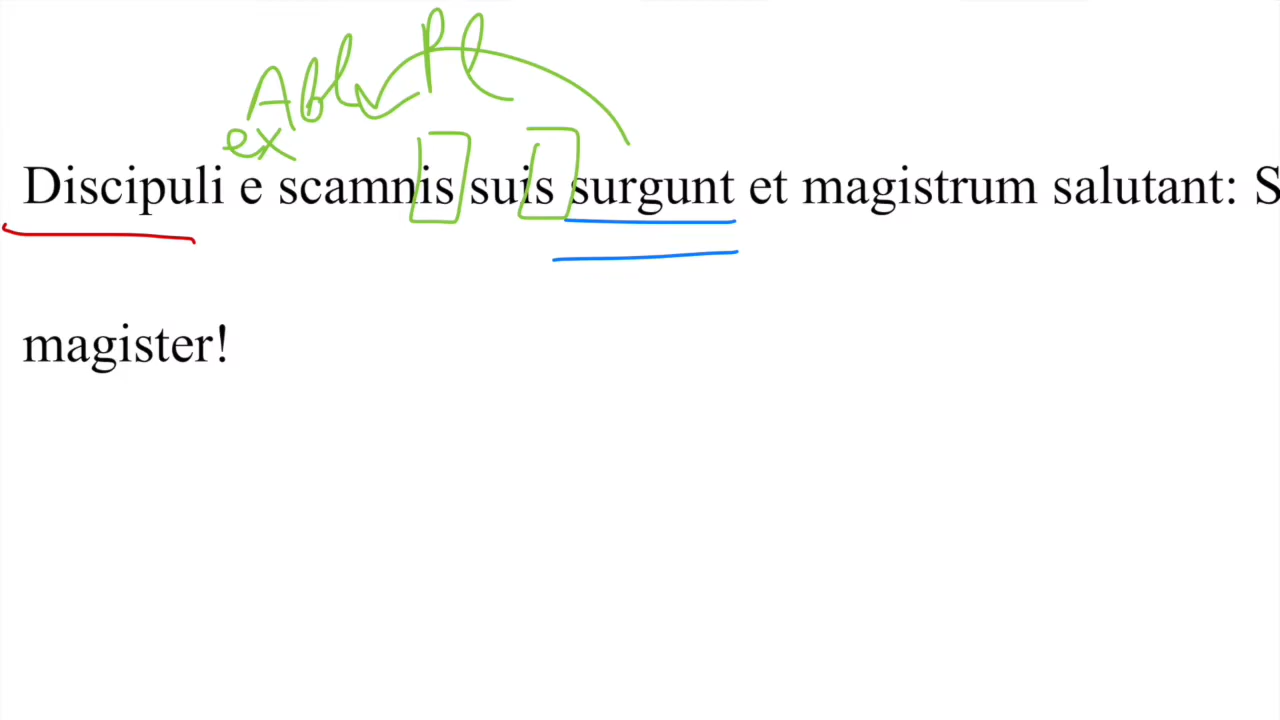 Abl Pl
ex
Discipuli e scamnis suis surgunt et magistrum salutant: S
magister!